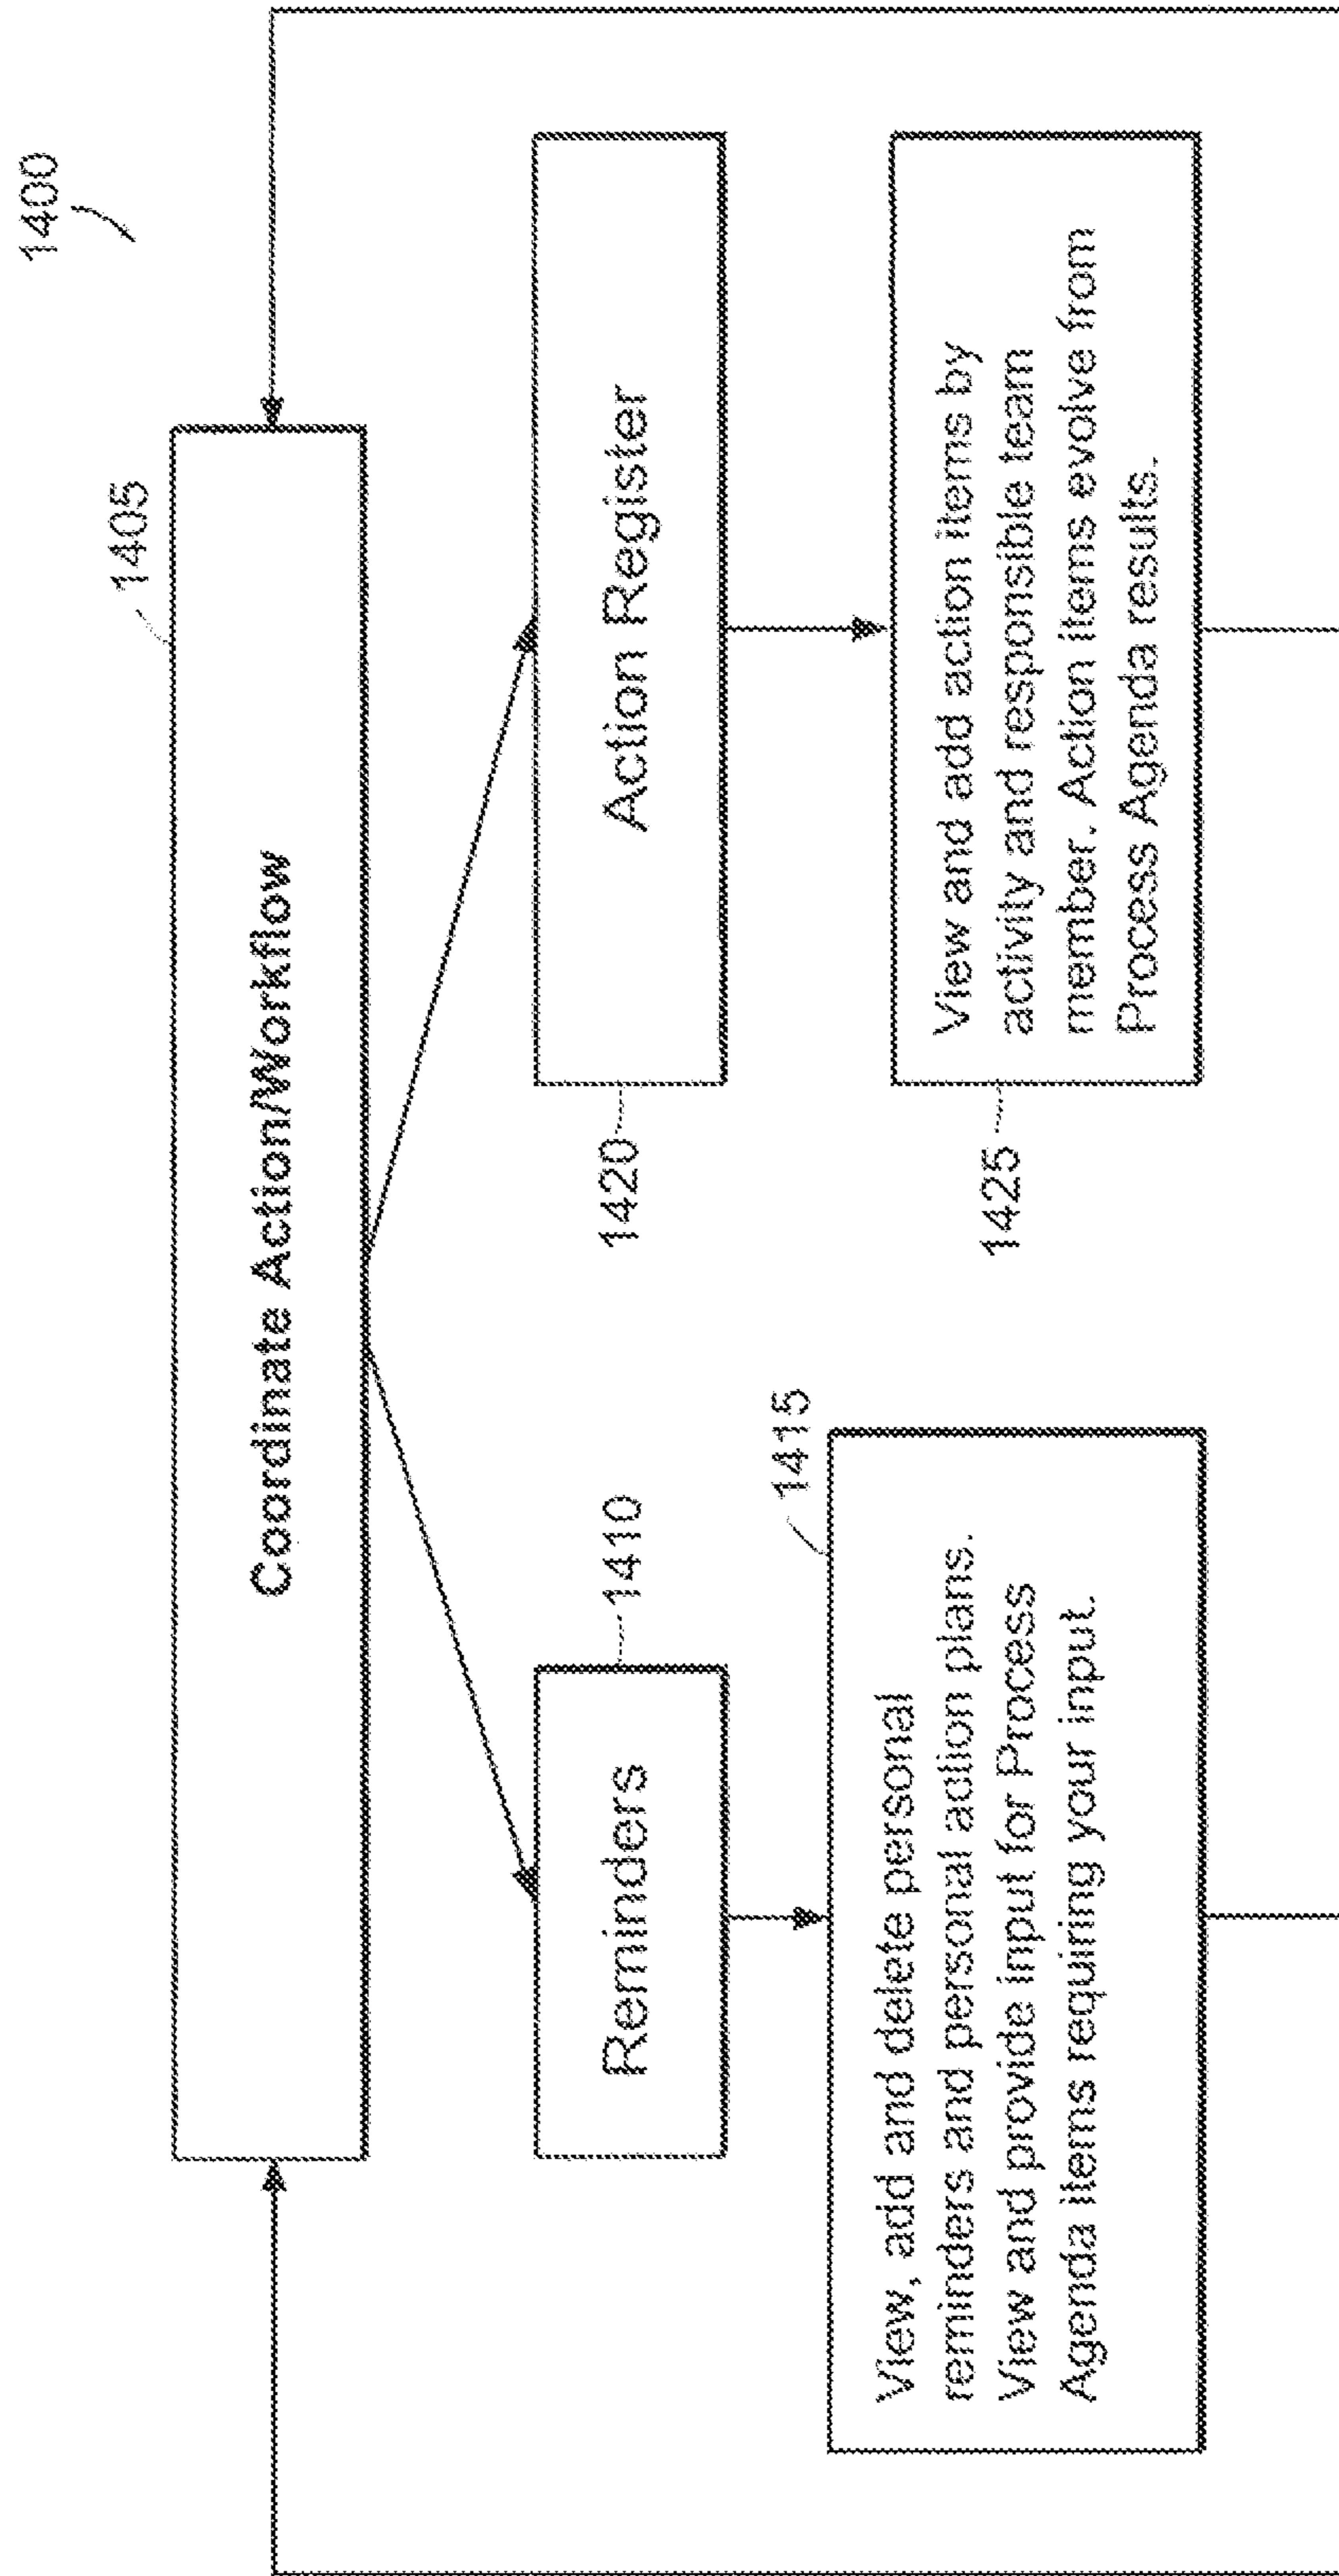 1400
1405
Coordinate Action/Workflow
1410
Reminders
1420
Action Register
1415
View, add and delete personal
reminders and personal action plans.
View and provide input for Process
Agenda items requiring your input.
1425
View and add action items by
activity and responsible team
member. Action items evolve from
Process Agenda results.